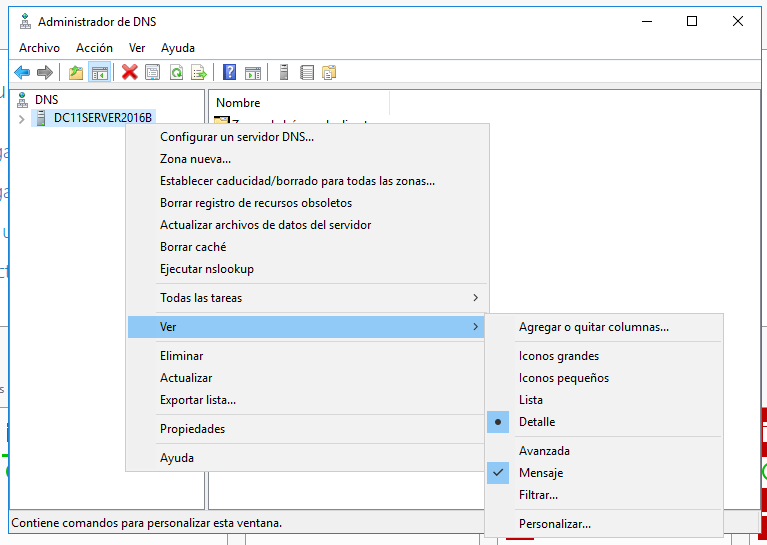 Administrador de DNS
Archivo Acción Ver Ayuda
DNS
DC11SERVER2016B
Nombre
Configurar un servidor DNS...
Zona nueva...
Establecer caducidad/borrado para todas las zonas...
Borrar registro de recursos obsoletos
Actualizar archivos de datos del servidor
Borrar caché
Ejecutar nslookup
Todas las tareas
Ver
Eliminar
Actualizar
Exportar lista...
Propiedades
Ayuda
Agregar o quitar columnas...
Iconos grandes
Iconos pequeños
Lista
Detalle
Avanzada
Mensaje
Filtrar...
Personalizar...
Contiene comandos para personalizar esta ventana.